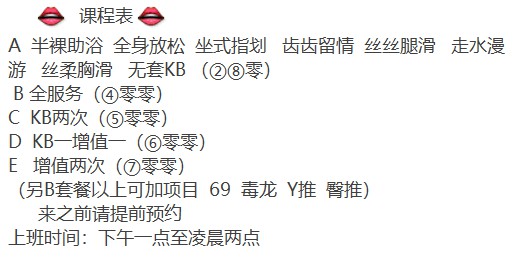 👄 课程表 👄
A 半裸助浴 全身放松 坐式指划 齿齿留情 丝丝腿滑 走水漫
游 丝柔胸滑 无套KB （②⑧零）
B 全服务（④零零）
C KB两次（⑤零零）
D KB一增值一（⑥零零）
E 增值两次（⑦零零）
（另B套餐以上可加项目 69 毒龙 Y推 臀推）
来之前请提前预约
上班时间：下午一点至凌晨两点